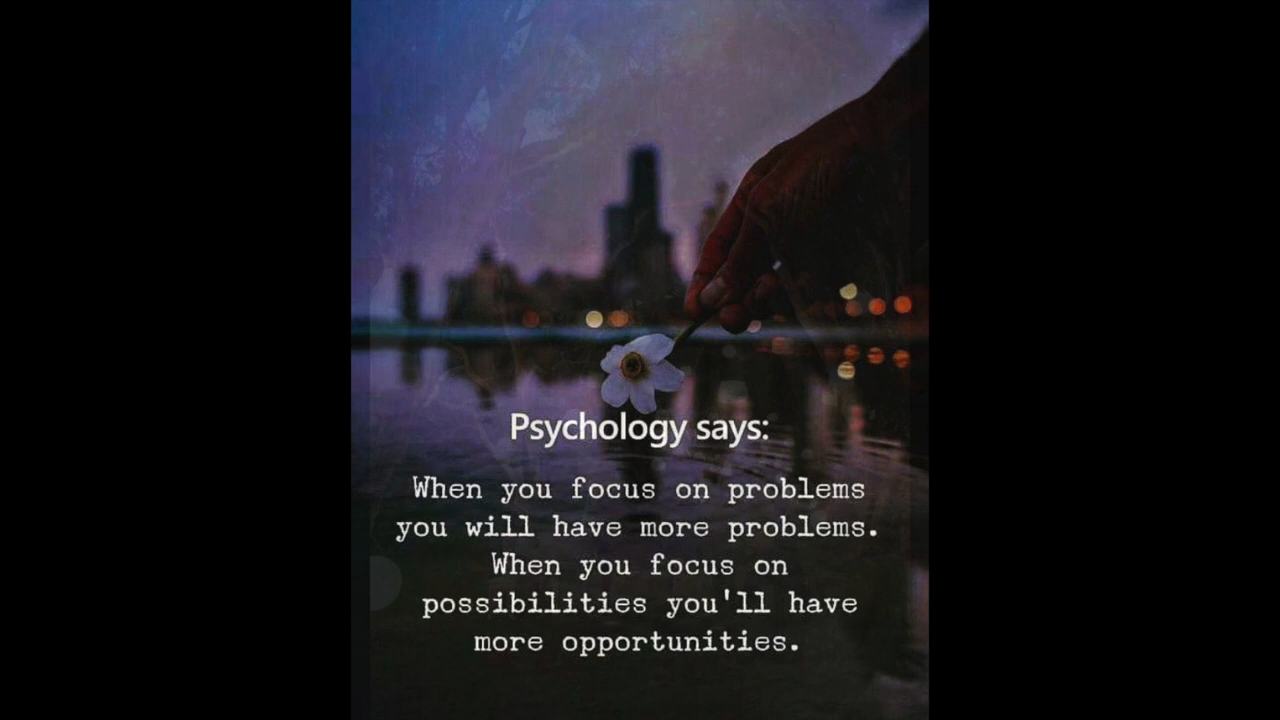 Psychology says:
When you focus on problems
you will have more problems.
When you focus on
possibilities you'll have
more opportunities.